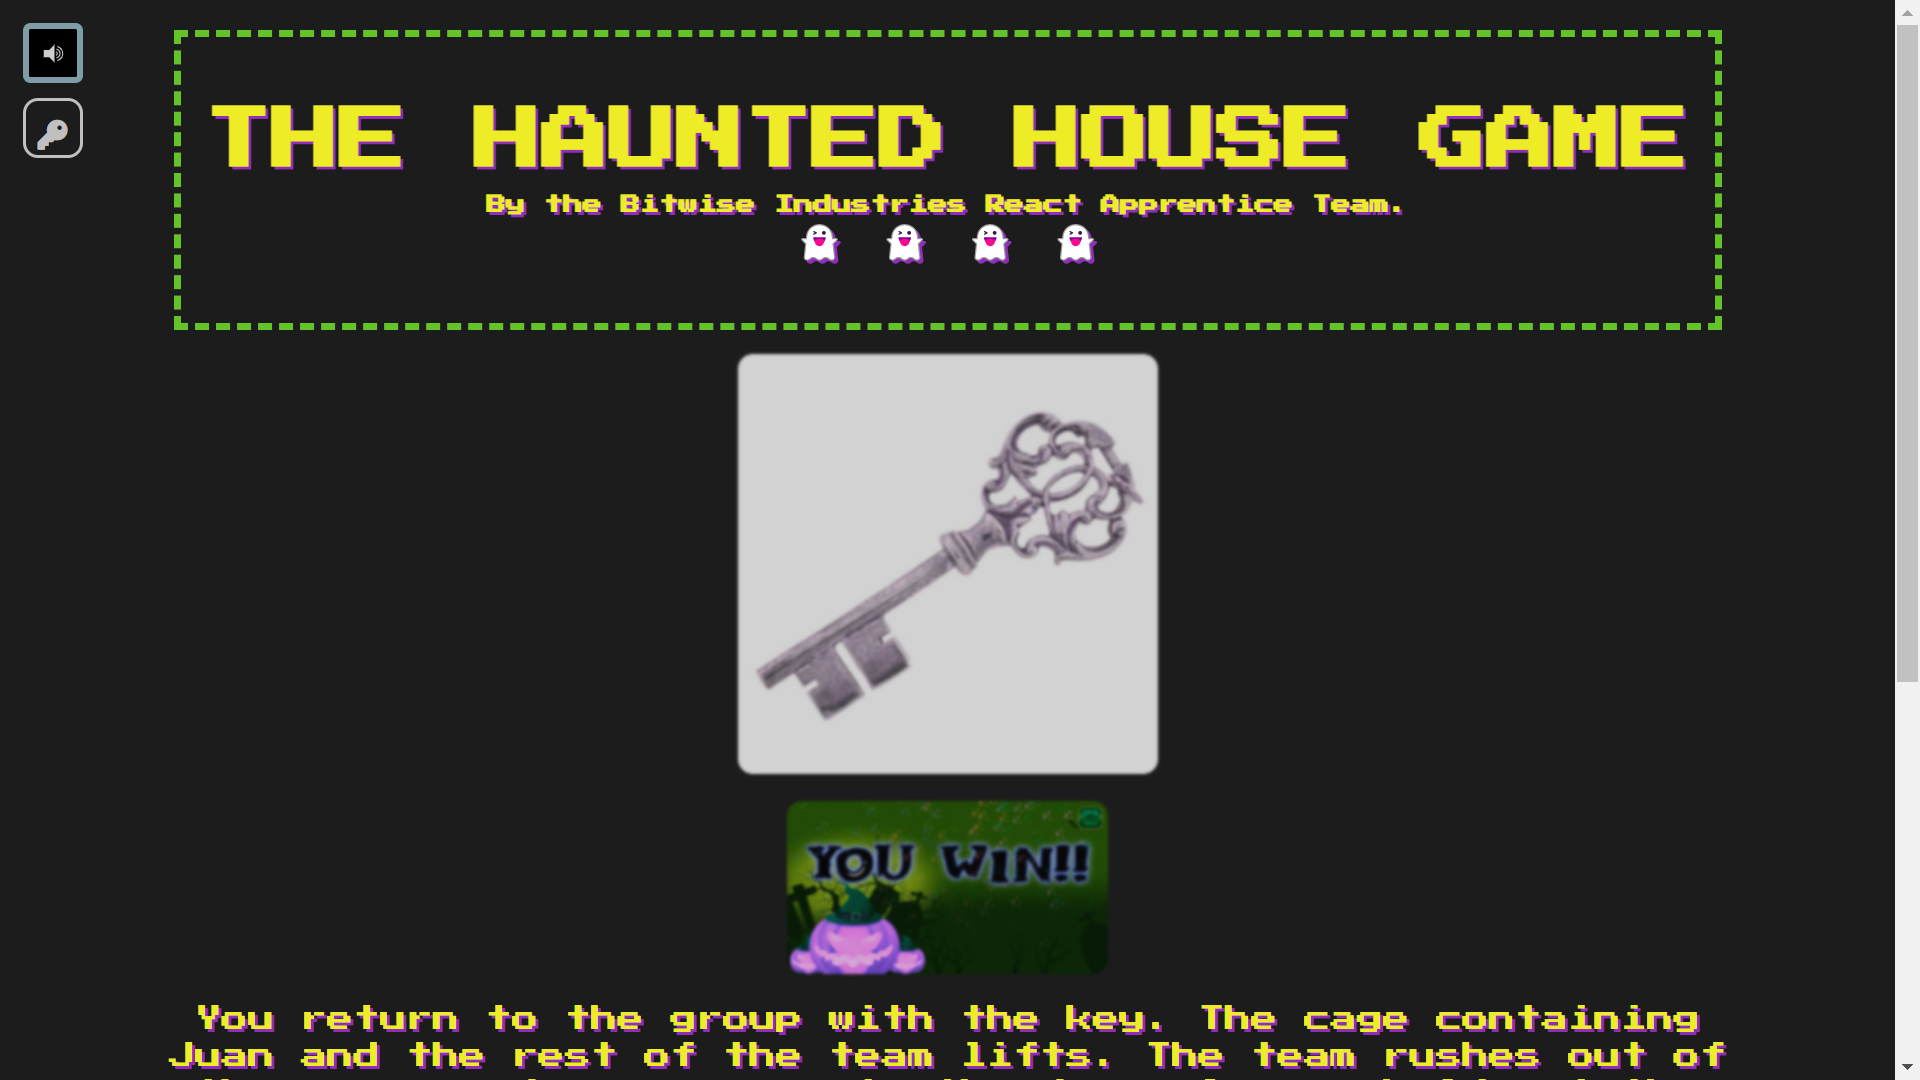 THE HAUNTED HOUSE GAME
By the Bitwise Industries React Apprentice Team.
YOU WIN!!
You return to the group with the key. The cage containing
Juan and the rest of the team lifts. The team rushes out of